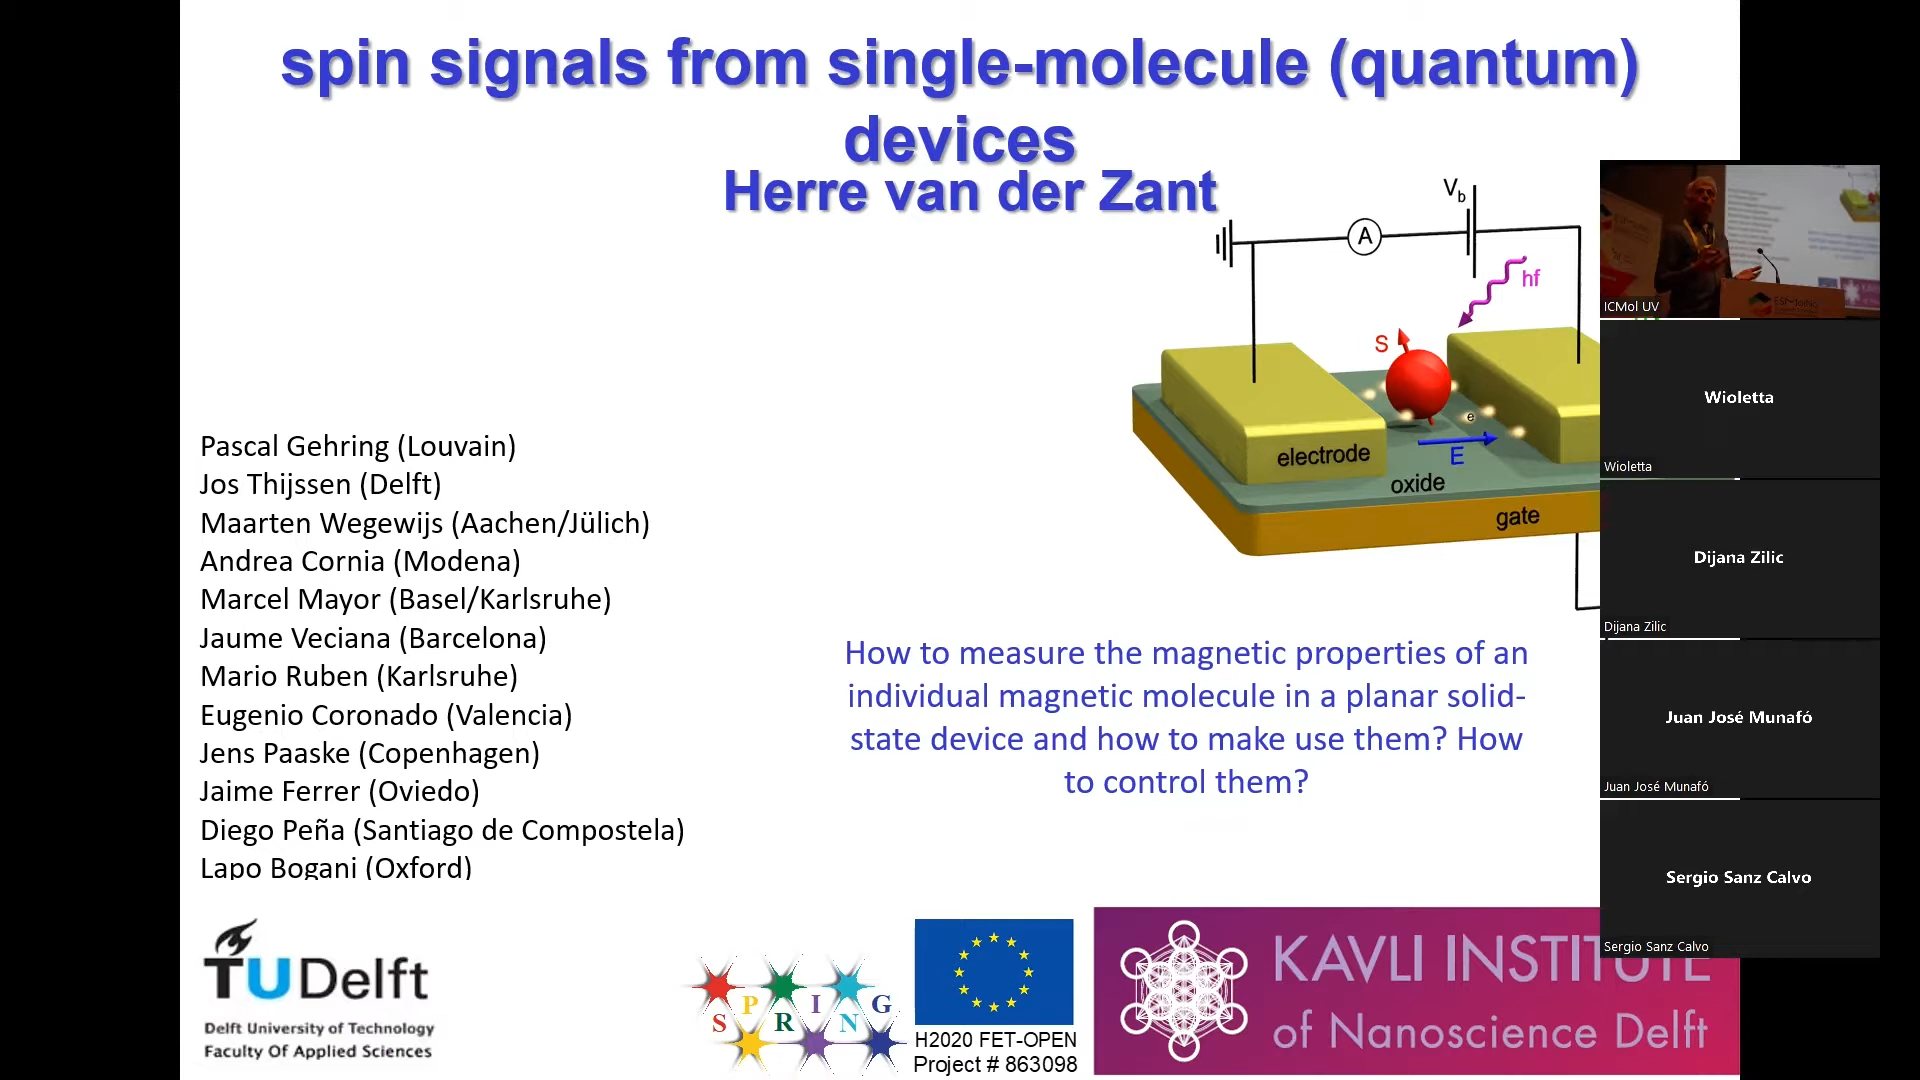 spin signals from single-molecule (quantum)
devices
Herre van der Zant
Vb
A
hf
S
e
E
electrode
oxide
gate
Pascal Gehring (Louvain)
Jos Thijssen (Delft)
Maarten Wegewijs (Aachen/Jülich)
Andrea Cornia (Modena)
Marcel Mayor (Basel/Karlsruhe)
Jaume Veciana (Barcelona)
Mario Ruben (Karlsruhe)
Eugenio Coronado (Valencia)
Jens Paaske (Copenhagen)
Jaime Ferrer (Oviedo)
Diego Peña (Santiago de Compostela)
Lapo Bogani (Oxford)
How to measure the magnetic properties of an
individual magnetic molecule in a planar solid-
state device and how to make use them? How
to control them?
TUDelft
Delft University of Technology
Faculty Of Applied Sciences
SPRING
H2020 FET-OPEN
Project # 863098
KAVLI INSTITUTE
of Nanoscience Delft
ICMol UV
Wioletta
Wioletta
Dijana Zilic
Dijana Zilic
Juan José Munafó
Juan José Munafó
Sergio Sanz Calvo
Sergio Sanz Calvo